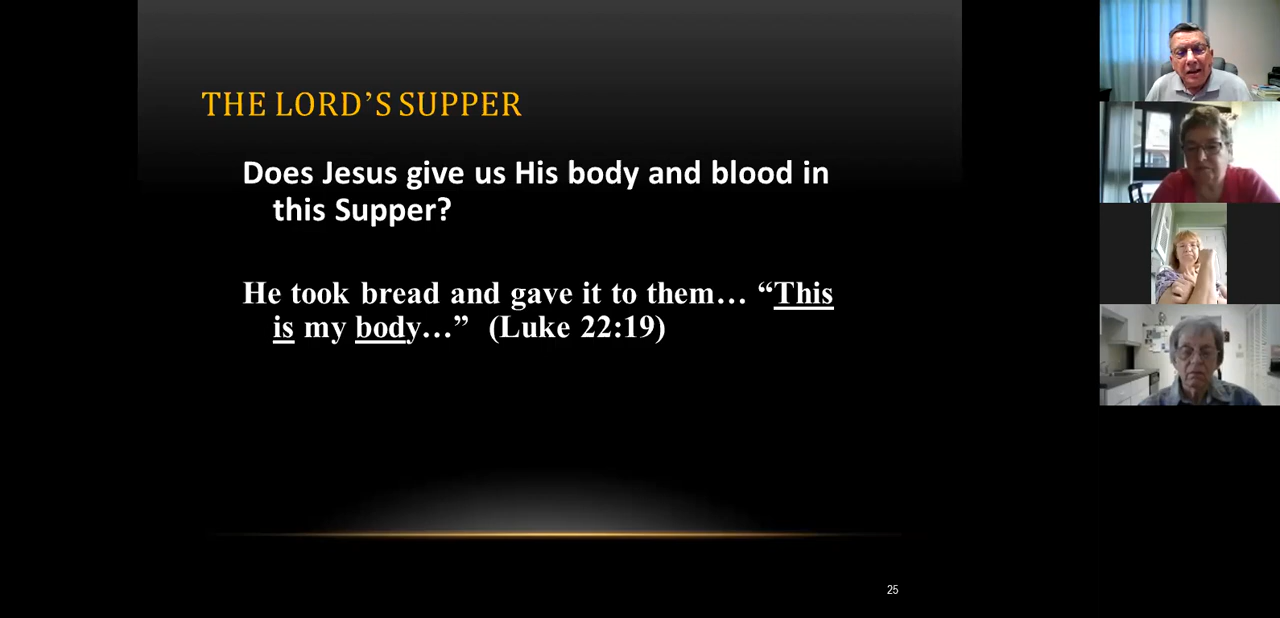 THE LORD’S SUPPER
Does Jesus give us His body and blood in
this Supper?
He took bread and gave it to them… “This
is my body…” (Luke 22:19)
25